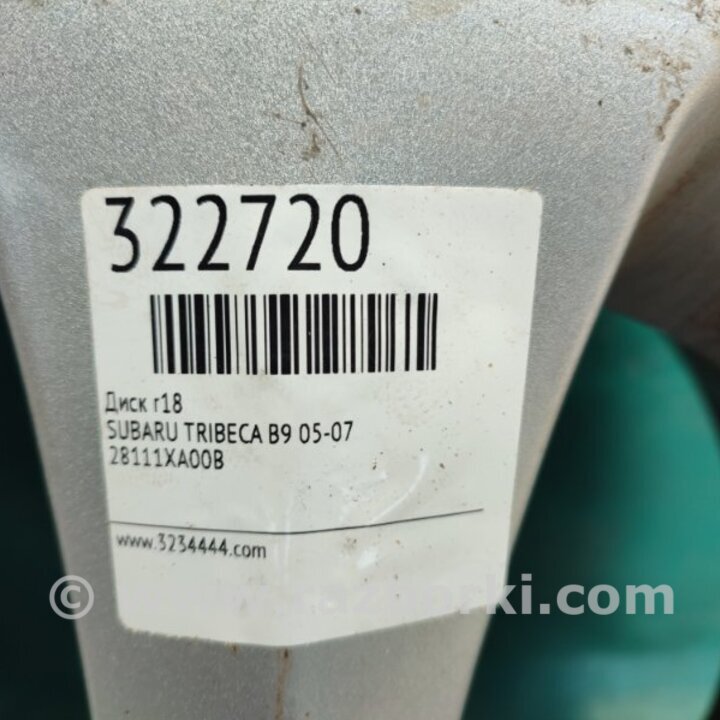 322720
Диск r18
SUBARU TRIBECA B9 05-07
28111XA00B
www.3234444.com